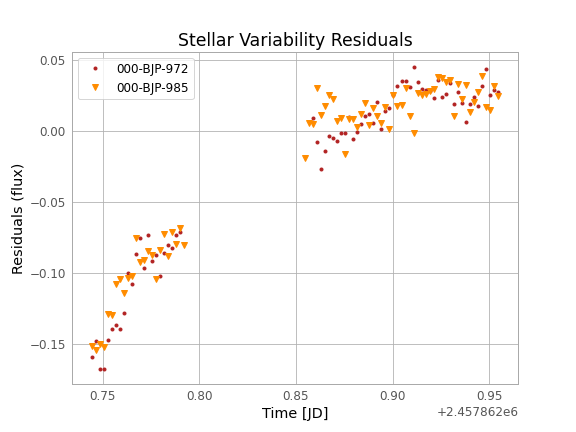 Stellar Variability Residuals
000-BJP-972
000-BJP-985
0.05
0.00
−0.05
−0.10
−0.15
Residuals (flux)
0.75 0.80 0.85 0.90 0.95
+2.457862e6
Time [JD]